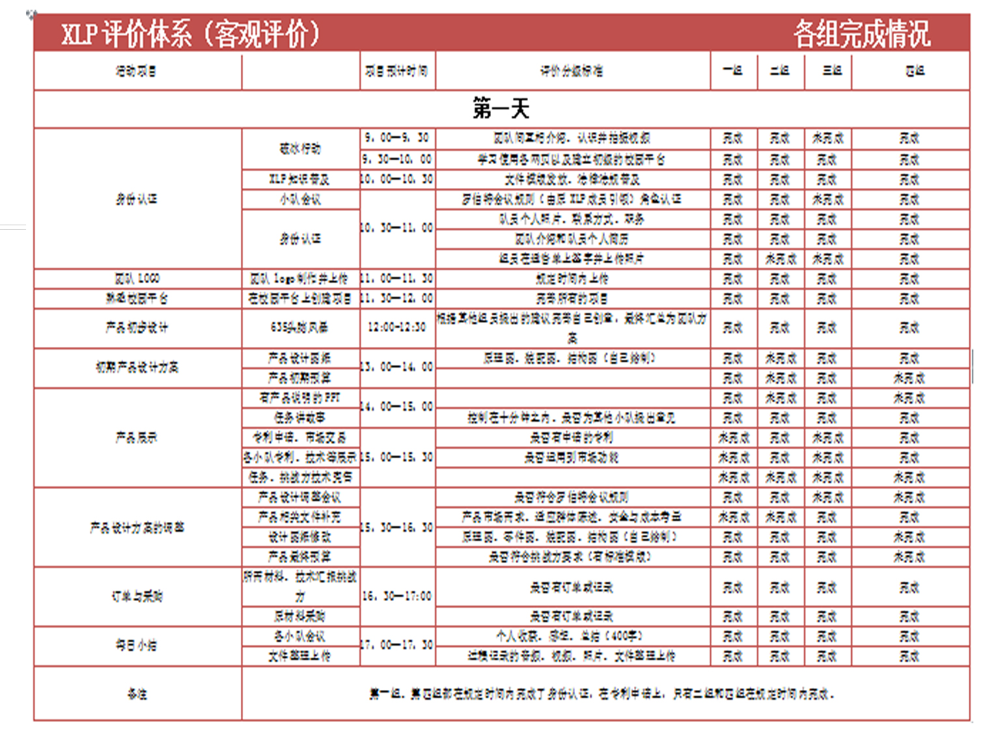 XLP评价体系（客观评价） 各组完成情况
活动项目 项目预计时间 评价分级标准 一组 二组 三组 四组
第一天
身份认证 破冰行动 9：00—9：30 团队间互相介绍、认识并拍摄视频 完成 完成 未完成 完成
9：30—10：00 学习使用各网页以及建立初级的校园平台 完成 完成 完成 完成
XLP知识普及 10：00—10：30 文件模版发放、法律法规普及 完成 完成 完成 完成
小队会议 10：30—11：00 罗伯特会议规则（由原XLP成员引领）角色认证 完成 完成 未完成 完成
身份认证 队员个人照片、联系方式、职务 完成 完成 完成 完成
团队介绍和队员个人简历 完成 完成 完成 完成
组员在组合单上签字并上传照片 完成 未完成 未完成 完成
团队LOGO 团队logo制作并上传 11：00—11：30 规定时间内上传 完成 完成 完成 完成
熟悉校园平台 在校园平台上创建项目 11：30—12：00 完善所有的项目 完成 完成 完成 完成
产品初步设计 635头脑风暴 12:00-12:30 根据其他组员提出的建议完善自己创意，最终汇总为团队方
案 完成 完成 完成 完成
初期产品设计方案 产品设计图纸 13：00—14：00 原理图、装配图、结构图（自己绘制） 完成 未完成 完成 完成
产品初期预算 完成 未完成 完成 未完成
产品展示 有产品说明的PPT 14：00—15：00 完成 未完成 完成 未完成
任务讲故事 控制在十分钟之内、是否为其他小队提出意见 完成 完成 完成 完成
专利申请、市场交易 15：00—15：30 是否有申请的专利 未完成 完成 未完成 完成
各小队专利、技术等展示 是否运用到市场功能 未完成 完成 未完成 完成
任务、挑战方技术完善 未完成 未完成 未完成 未完成
产品设计方案的调整 产品设计调整会议 15：30—16：30 是否符合罗伯特会议规则 完成 完成 未完成 未完成
产品相关文件补充 产品市场需求、适应群体陈述、安全与成本考量 未完成 未完成 完成 完成
设计图纸修改 原理图、零件图、装配图、结构图（自己绘制） 完成 完成 完成 未完成
产品最终预算 是否符合挑战方要求（有标准模版） 完成 完成 完成 未完成
订单与采购 所需材料、技术汇报挑战
方 16：30—17:00 是否有订单或记录 完成 完成 完成 完成
原材料采购 是否有订单或记录 完成 完成 完成 完成
每日小结 各小队会议 17：00—17：30 个人收获、感想、总结（400字） 完成 完成 完成 完成
文件整理上传 过程记录的音频、视频、照片、文件整理上传 完成 完成 完成 完成
备注 第一组、第四组都在规定时间内完成了身份认证，在专利申请上，只有二组和四组在规定时间内完成。